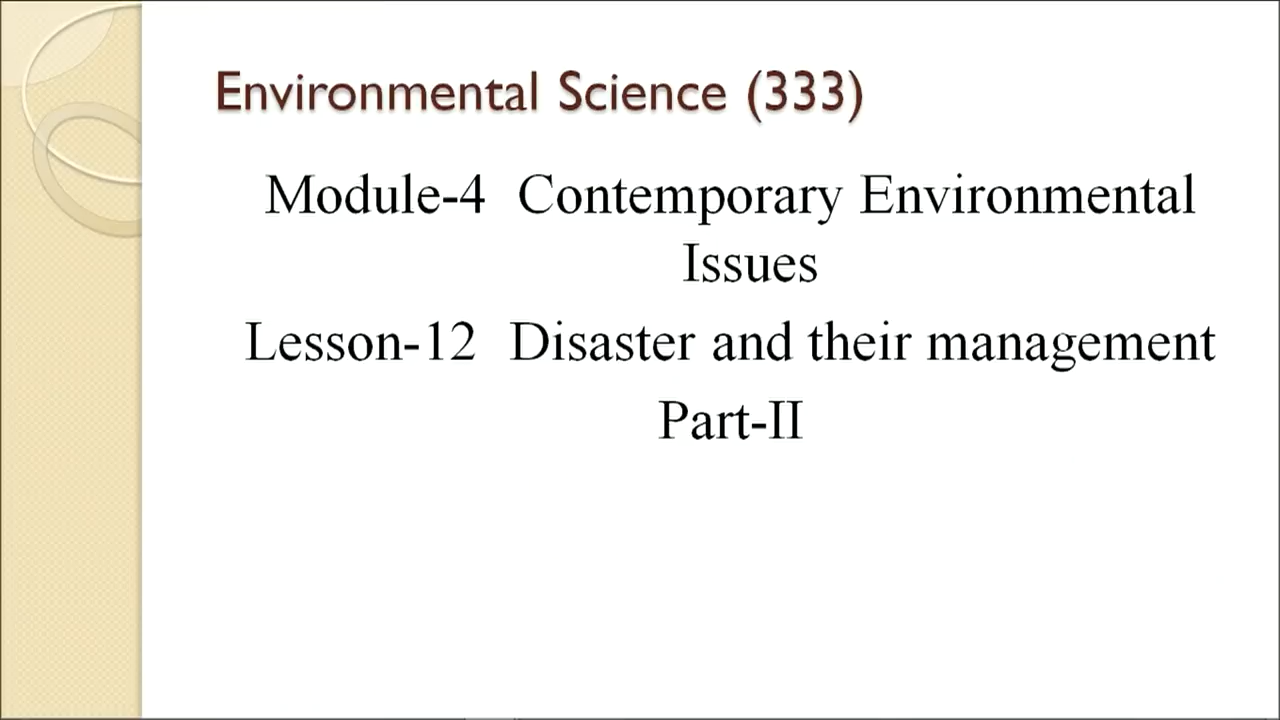 Environmental Science (333)
Module-4 Contemporary Environmental
Issues
Lesson-12 Disaster and their management
Part-II